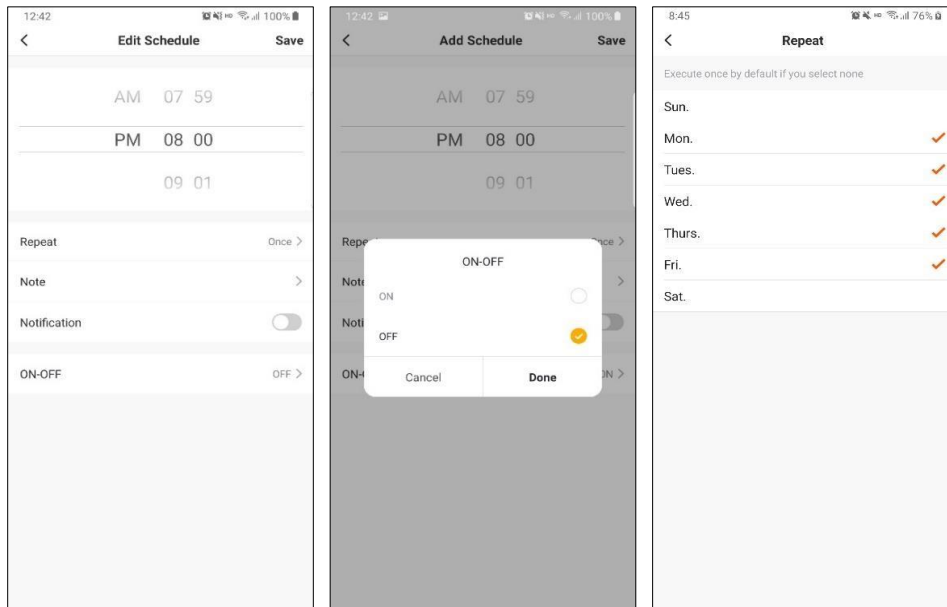 12:42 100%
Edit Schedule Save
AM 07 59
PM 08 00
09 01
Repeat Once
Note
Notification
ON-OFF OFF
12:42 100%
Add Schedule Save
AM 07 59
PM 08 00
09 01
ON-OFF
ON
OFF
Cancel Done
8:45 76%
Repeat
Execute once by default if you select none
Sun.
Mon.
Tues.
Wed.
Thurs.
Fri.
Sat.